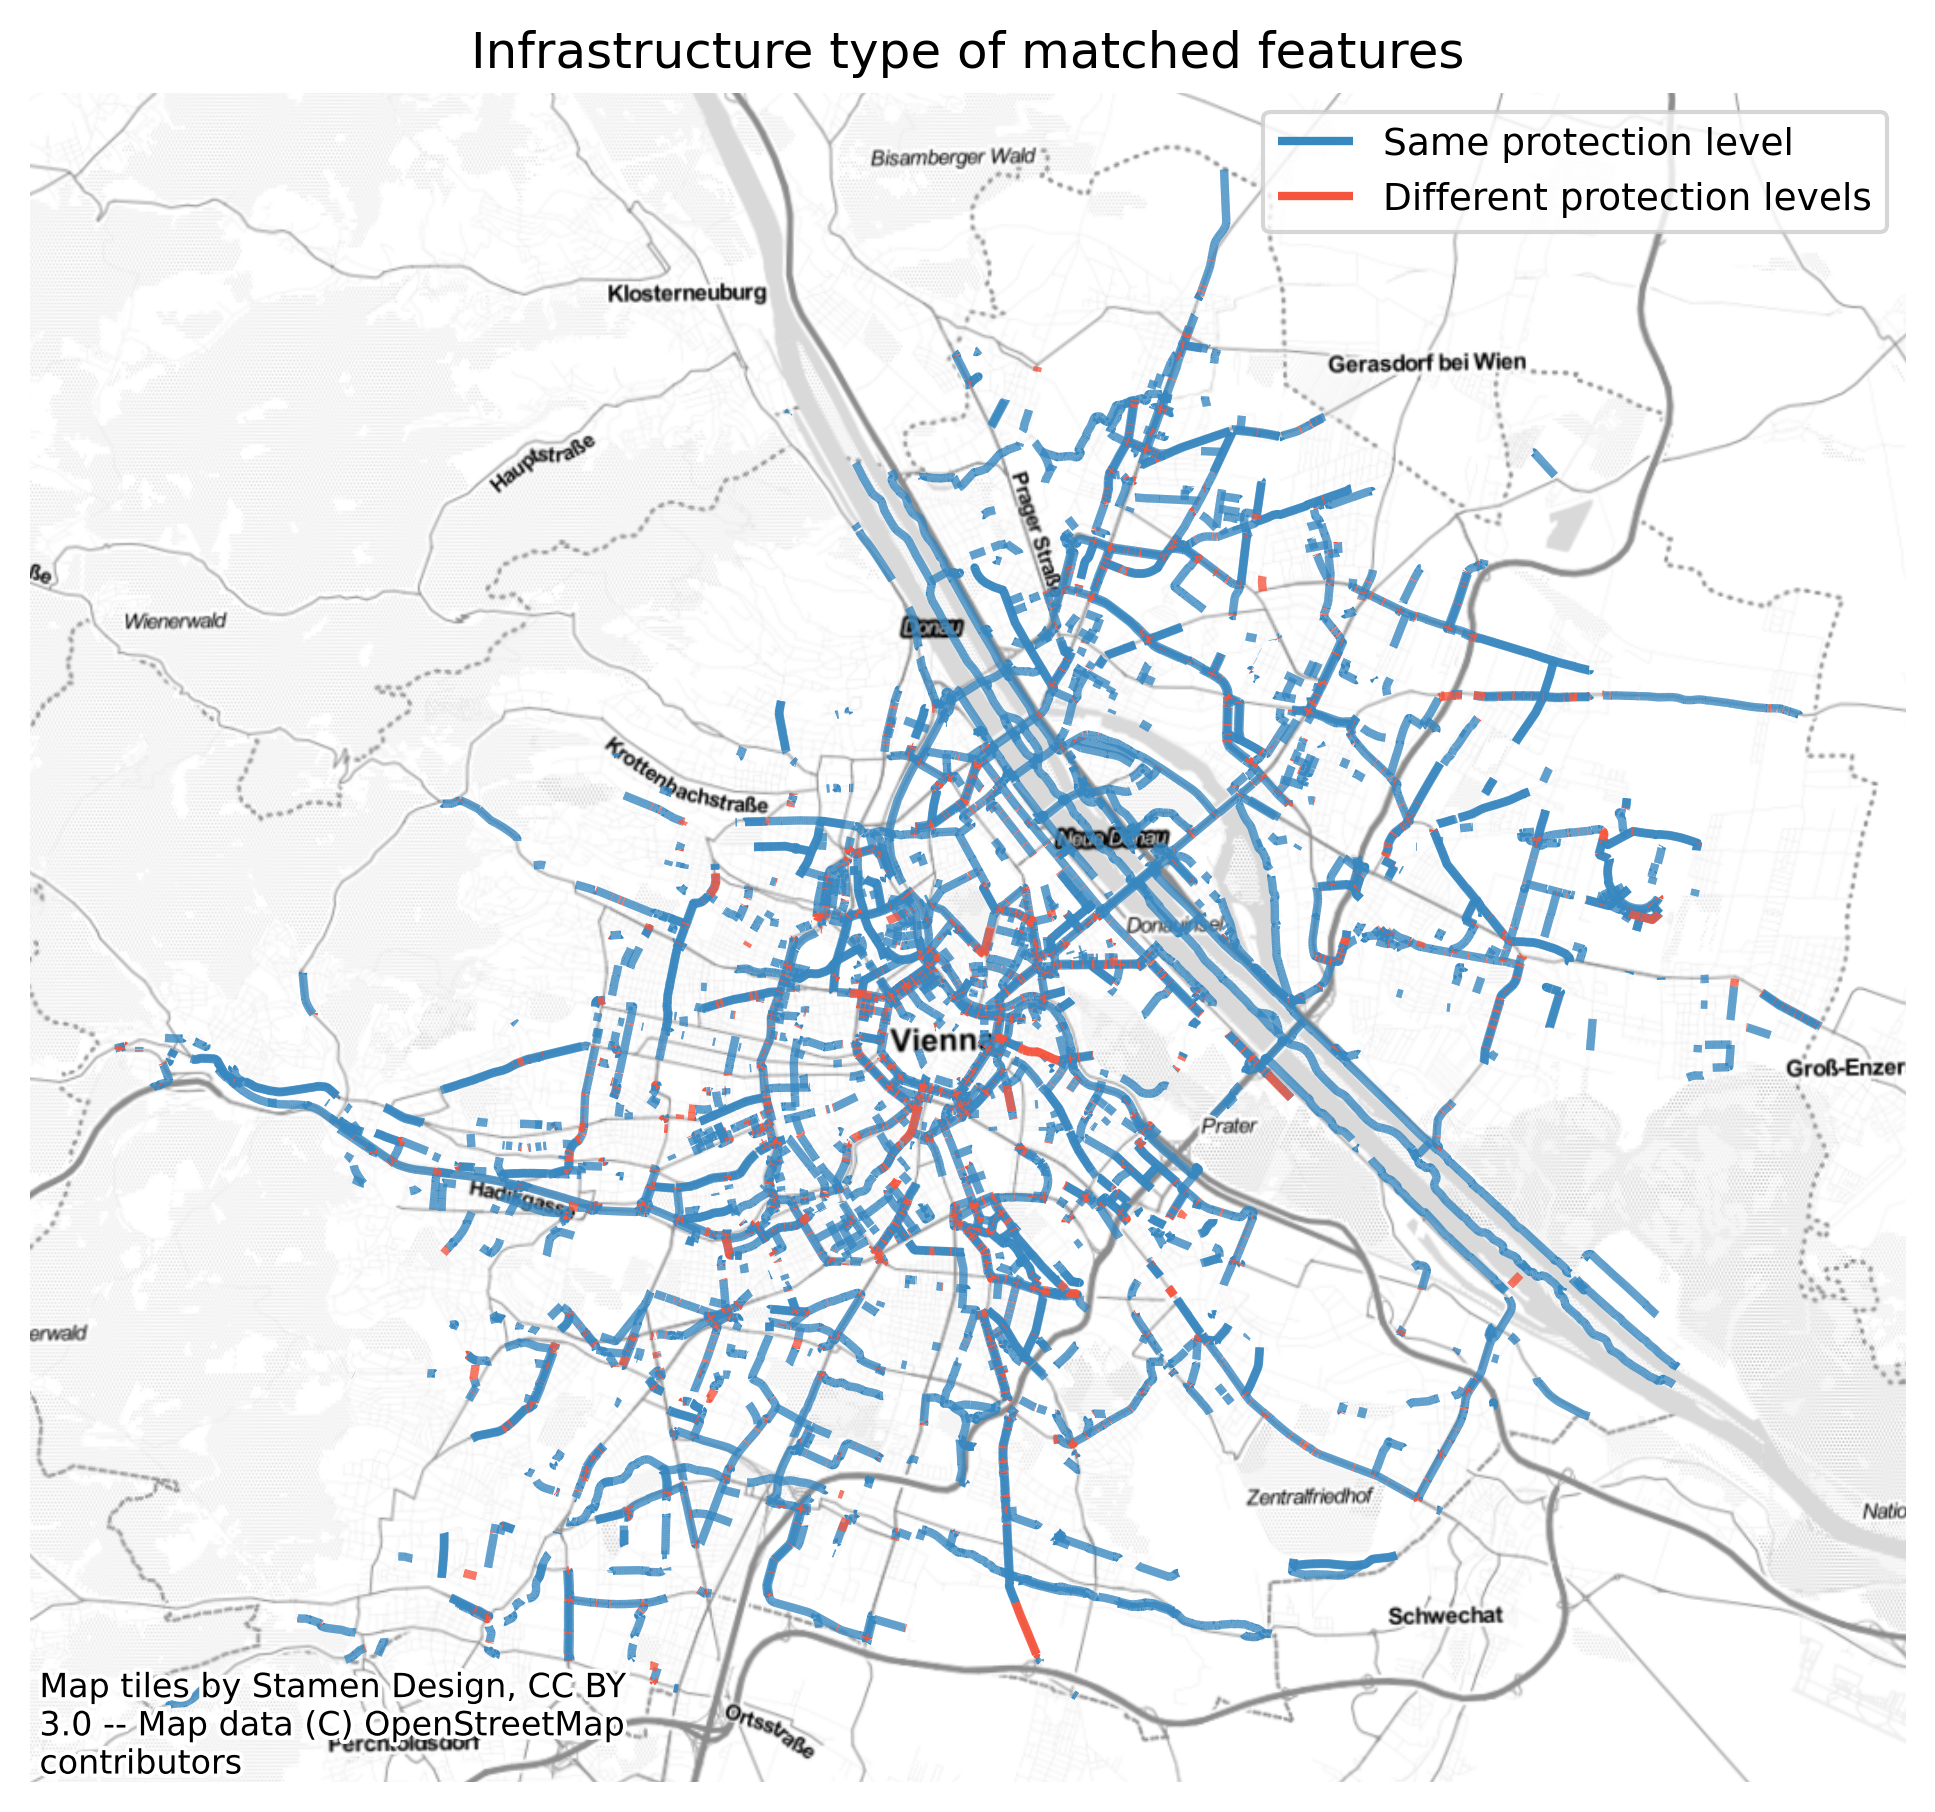 Infrastructure type of matched features
Same protection level
Different protection levels
Bisamberger Wald
Klosterneuburg
Gerasdorf bei Wien
Hauptstraße
Prager Straße
ße
Wienerwald
Donau
Krottenbachstraße
Neue Donau
Donauinsel
Vienna
Groß-Enzer
Prater
Hadikgasse
erwald
Zentralfriedhof
Natio
Schwechat
Map tiles by Stamen Design, CC BY
3.0 -- Map data (C) OpenStreetMap
contributors
Perchtoldsdorf
Ortsstraße